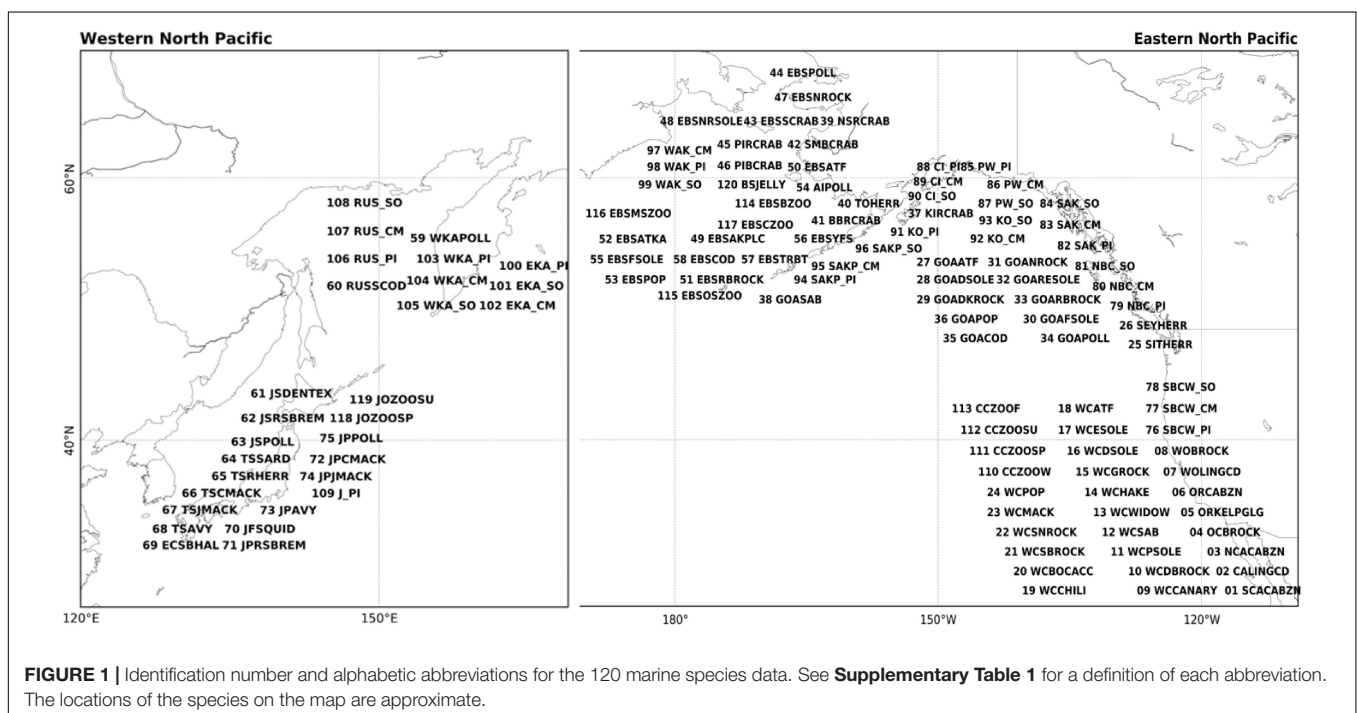 Western North Pacific
Eastern North Pacific
44 EBSPOLL
47 EBSNROCK
48 EBSNRSOLE 43 EBSSCRAB 39 NSRCRAB
97 WAK_CM 45 PIRCRAB 42 SMBCRAB
98 WAK_PI 46 PIBCRAB 50 EBSATF 88 CI_PI 85 PW_PI
99 WAK_SO 120 BSJELLY 54 AIPOLL 89 CI_CM 86 PW_CM
114 EBSBZOO 40 TOHERR 90 CI_SO 87 PW_SO 84 SAK_SO
116 EBSMSZOO 117 EBSCZOO 41 BBRCRAB 37 KIRCRAB 93 KO_SO 83 SAK_CM
52 EBSATKA 49 EBSAKPLC 56 EBSYFS 91 KO_PI 92 KO_CM 82 SAK_PI
96 SAKP_SO
55 EBSFSOLE 58 EBSCOD 57 EBSTRBT 95 SAKP_CM 27 GOAATF 31 GOANROCK 81 NBC_SO
53 EBSPOP 51 EBSRBROCK 94 SAKP_PI 28 GOADSOLE 32 GOARESOLE 80 NBC_CM
115 EBSOSZOO 38 GOASAB 29 GOADKROCK 33 GOARBROCK 79 NBC_PI
36 GOAPOP 30 GOAFSOLE 26 SEYHERR
35 GOACOD 34 GOAPOLL 25 SITHERR
78 SBCW_SO
113 CCZOOF 18 WCATF 77 SBCW_CM
112 CCZOOSU 17 WCESOLE 76 SBCW_PI
111 CCZOOSP 16 WCDSOLE 08 WOBROCK
110 CCZOOW 15 WCGROCK 07 WOLINGCD
24 WCPOP 14 WCHAKE 06 ORCABZN
23 WCMACK 13 WCWIDOW 05 ORKELPGLG
22 WCSNROCK 12 WCSAB 04 OCBROCK
21 WCSBROCK 11 WCPSOLE 03 NCACABZN
20 WCBOCACC 10 WCDBROCK 02 CALINGCD
19 WCCHILI 09 WCCANARY 01 SCACABZN
108 RUS_SO
107 RUS_CM 59 WKAPOLL
106 RUS_PI 103 WKA_PI 100 EKA_PI
60 RUSSCOD 104 WKA_CM 101 EKA_SO
105 WKA_SO 102 EKA_CM
61 JSDENTEX 119 JOZOOSU
62 JSRSBREM 118 JOZOOSP
63 JSPOLL 75 JPPOLL
64 TSSARD 72 JPCMACK
65 TSRHERR 74 JPJMACK
66 TSCMACK 109 J_PI
67 TSJMACK 73 JPAVY
68 TSAVY 70 JFSQUID
69 ECSBHAL 71 JPRSBREM
60°N
40°N
120°E 150°E 180° 150°W 120°W
FIGURE 1 | Identification number and alphabetic abbreviations for the 120 marine species data. See Supplementary Table 1 for a definition of each abbreviation.
The locations of the species on the map are approximate.